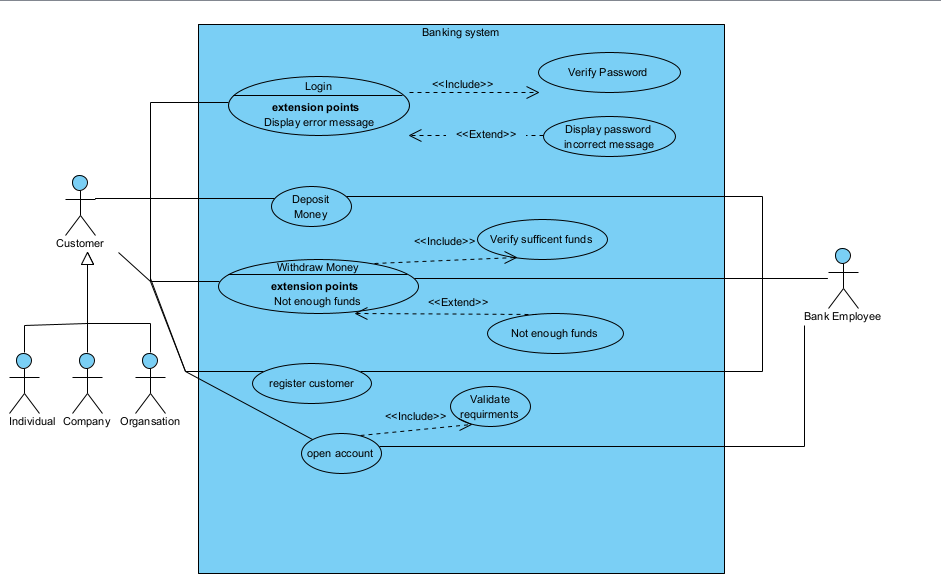 Banking system
Login
extension points
Display error message
<<Include>>
Verify Password
<<Extend>>
Display password
incorrect message
Customer
Deposit
Money
<<Include>>
Verify sufficent funds
Withdraw Money
extension points
Not enough funds
<<Extend>>
Not enough funds
Bank Employee
Individual
Company
Organsation
register customer
<<Include>>
Validate
requirments
open account